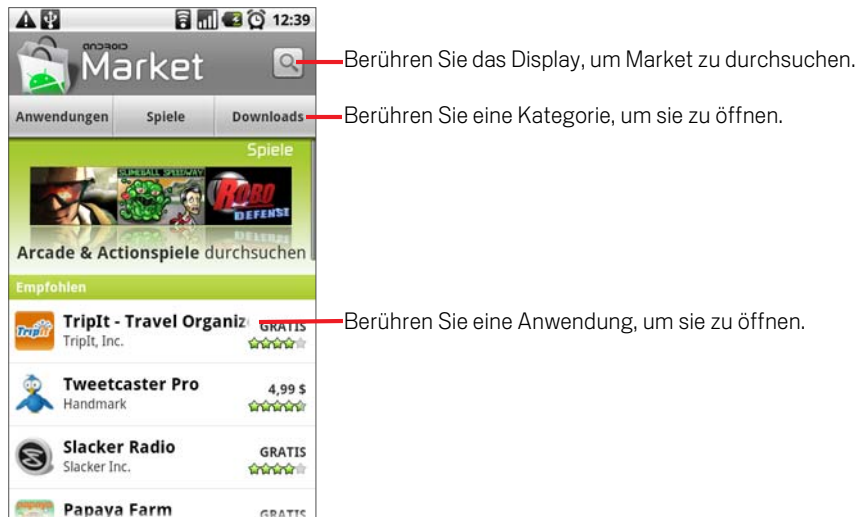 12:39
ANDROID
Market
Berühren Sie das Display, um Market zu durchsuchen.
Anwendungen Spiele Downloads
Berühren Sie eine Kategorie, um sie zu öffnen.
Spiele
SLIMEBALL SPEEDWAY
ROBO
DEFENSE
Arcade & Actionspiele durchsuchen
Empfohlen
TripIt
TripIt - Travel Organiz GRATIS
TripIt, Inc.
Berühren Sie eine Anwendung, um sie zu öffnen.
Tweetcaster Pro 4,99 $
Handmark
Slacker Radio GRATIS
Slacker Inc.
Papaya Farm GRATIS